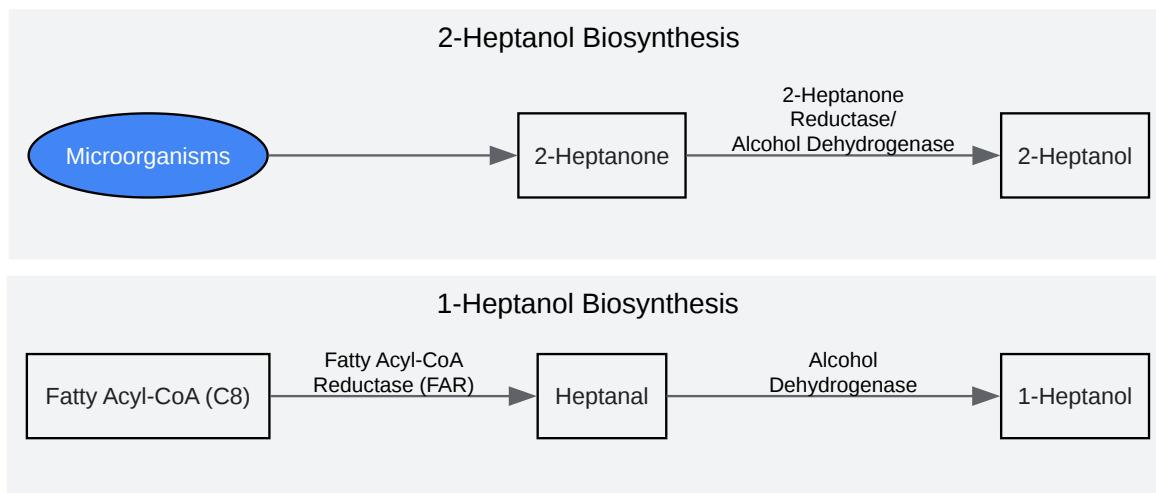 2-Heptanol Biosynthesis
Microorganisms
2-Heptanone
2-Heptanone
Reductase/
Alcohol Dehydrogenase
2-Heptanol
1-Heptanol Biosynthesis
Fatty Acyl-CoA (C8)
Fatty Acyl-CoA
Reductase (FAR)
Heptanal
Alcohol
Dehydrogenase
1-Heptanol